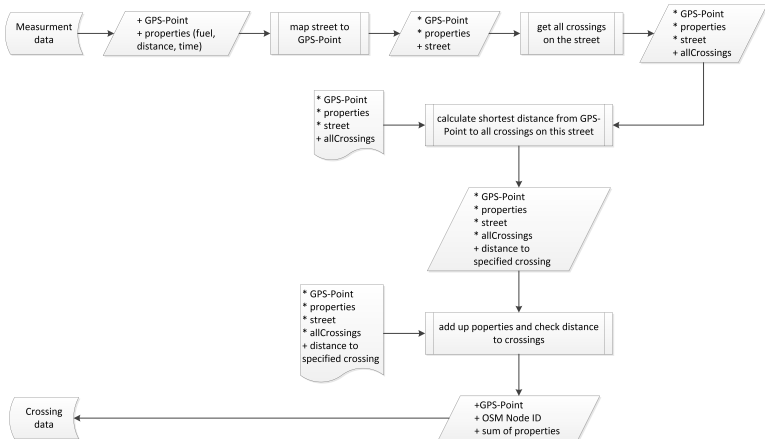 Measurment
data
+ GPS-Point
+ properties (fuel,
distance, time)
map street to
GPS-Point
* GPS-Point
* properties
+ street
get all crossings
on the street
* GPS-Point
* properties
* street
+ allCrossings
* GPS-Point
* properties
* street
+ allCrossings
calculate shortest distance from GPS-
Point to all crossings on this street
* GPS-Point
* properties
* street
* allCrossings
+ distance to
specified crossing
* GPS-Point
* properties
* street
* allCrossings
+ distance to
specified crossing
add up poperties and check distance
to crossings
+GPS-Point
+ OSM Node ID
+ sum of properties
Crossing
data